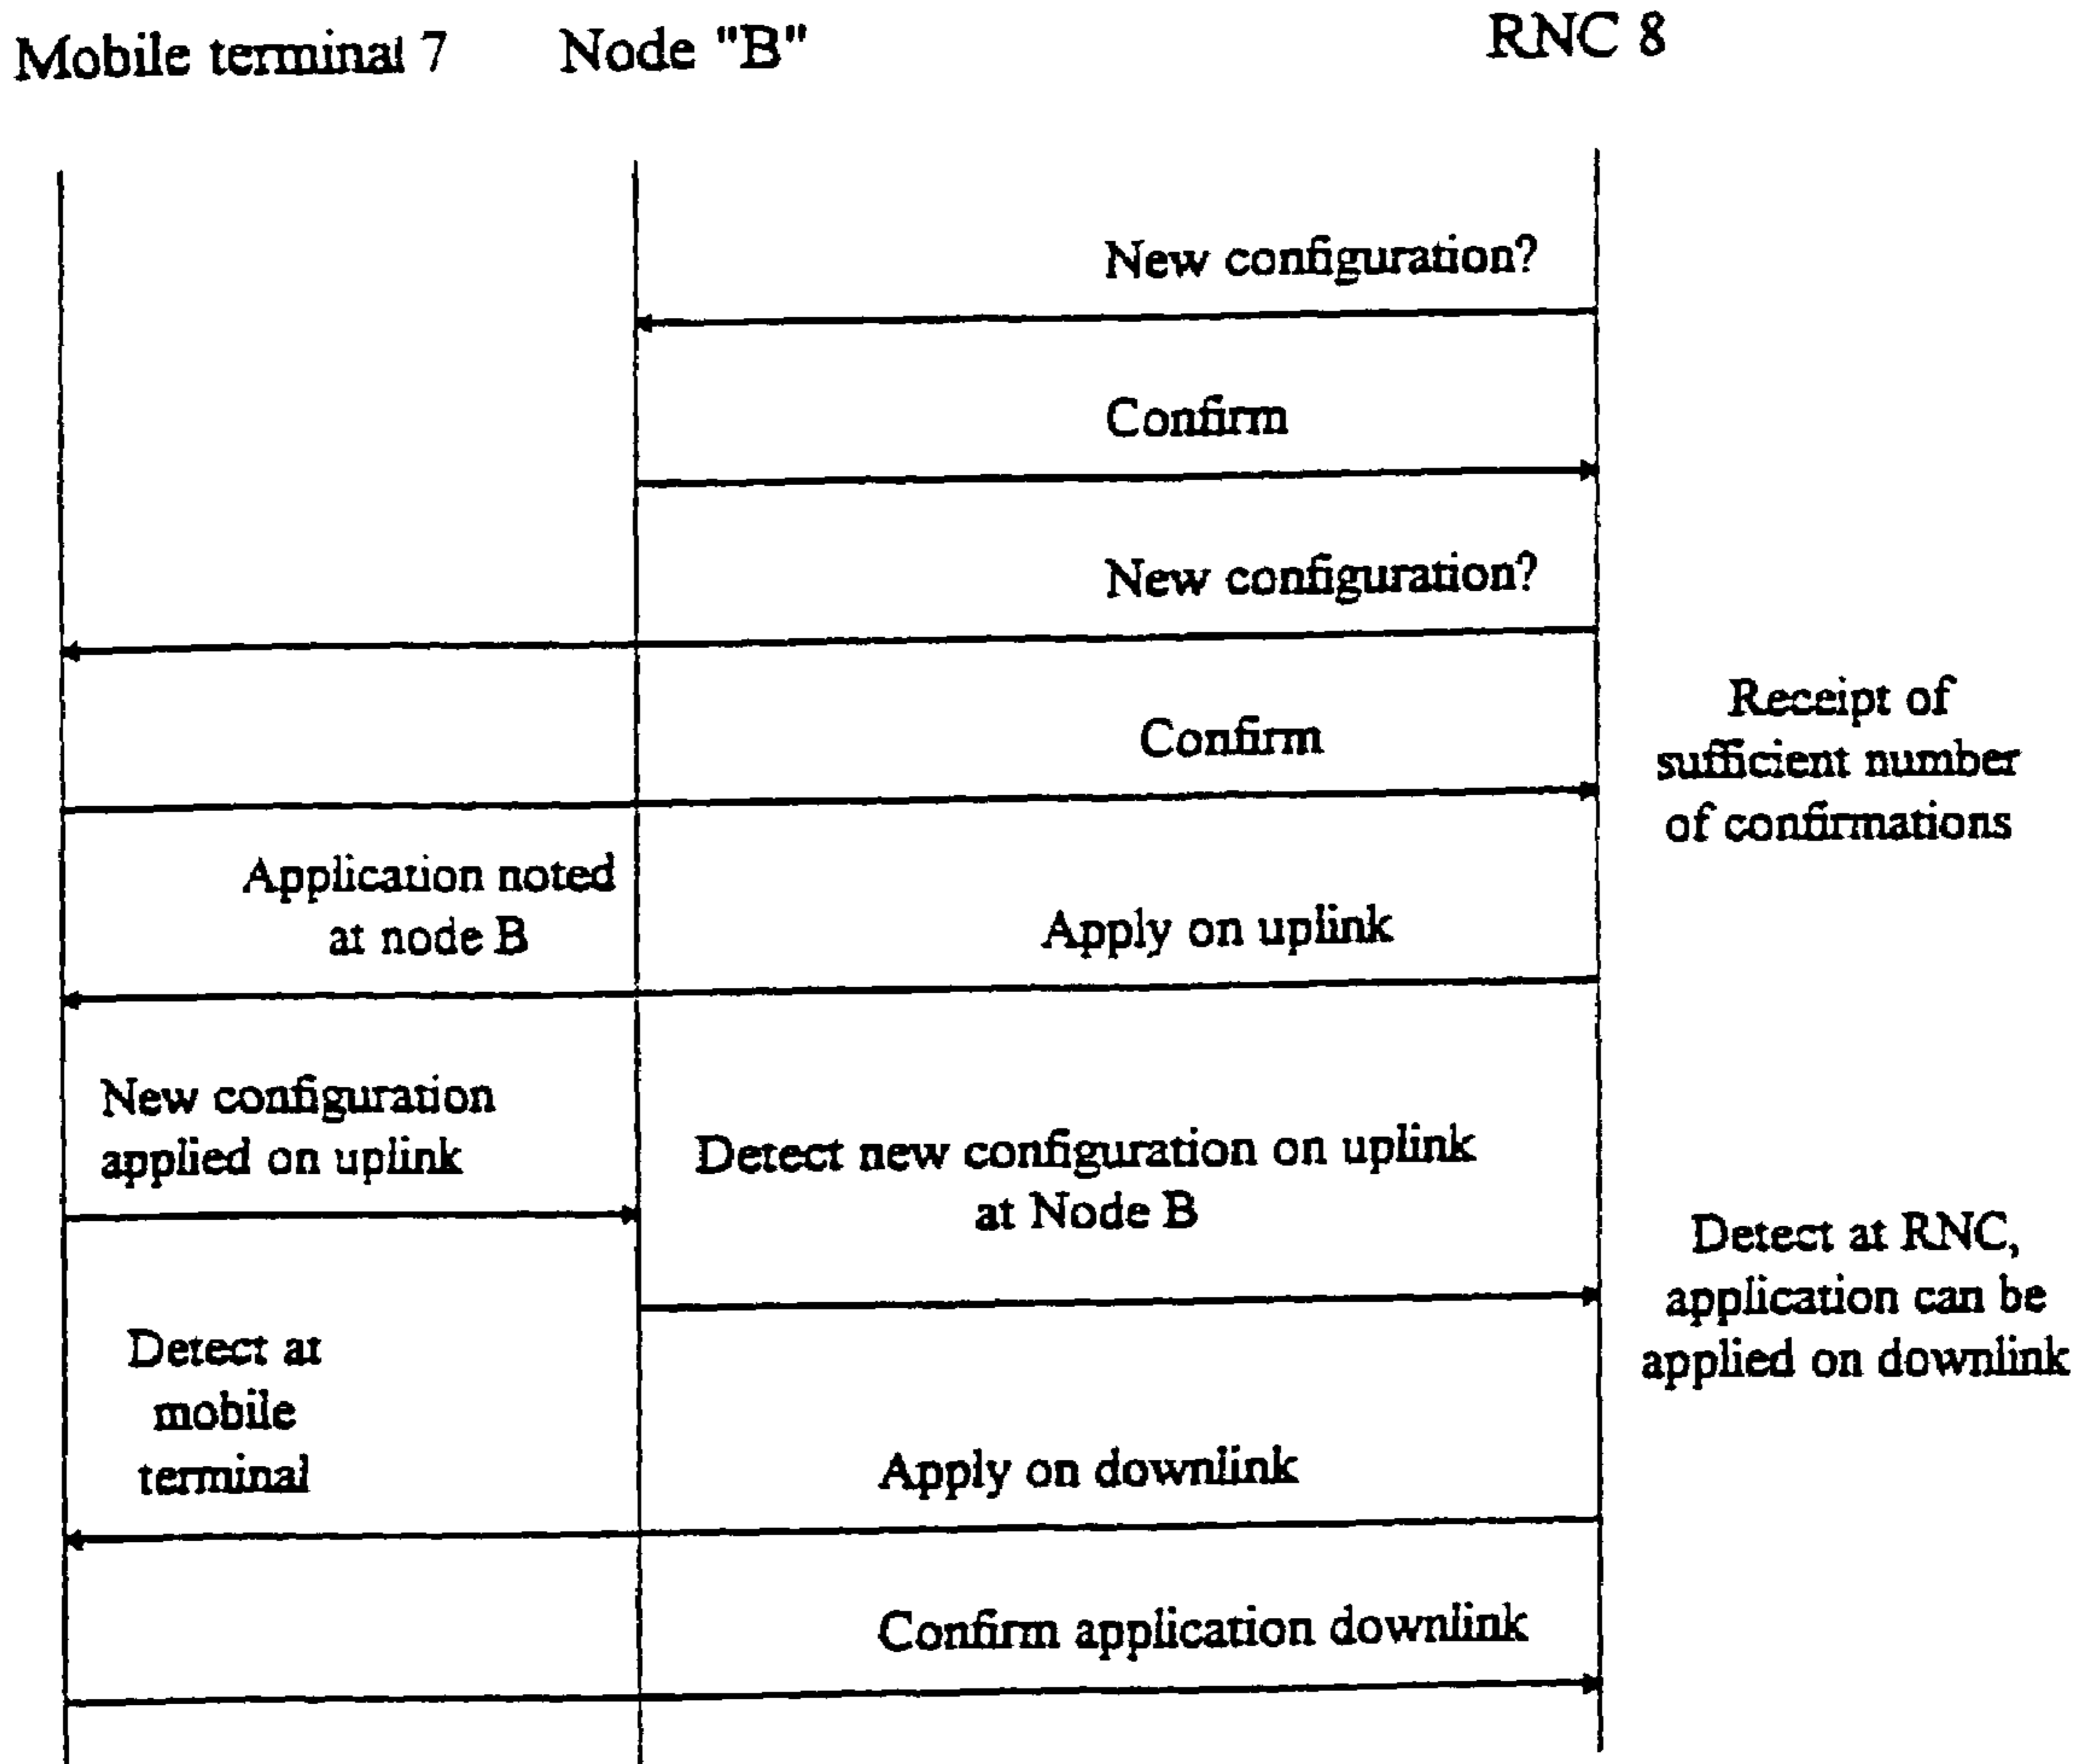 Mobile terminal 7 Node "B" RNC 8
New configuration?
Confirm
New configuration?
Confirm
Receipt of
sufficient number
of confirmations
Application noted
at node B
Apply on uplink
New configuration
applied on uplink
Detect new configuration on uplink
at Node B
Detect at RNC,
application can be
applied on downlink
Detect at
mobile
terminal
Apply on downlink
Confirm application downlink